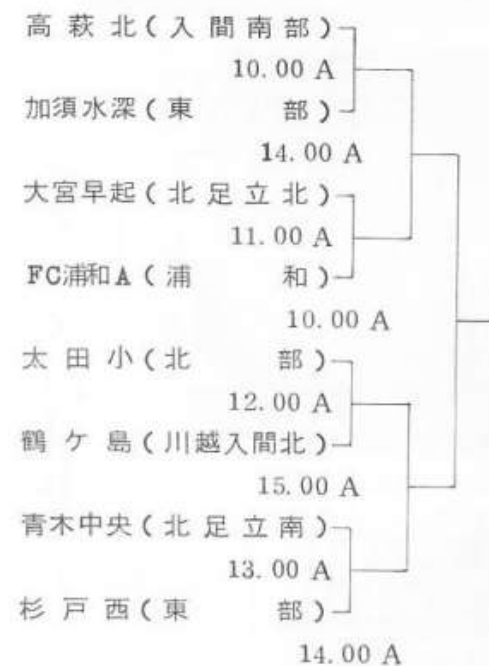 高萩北(入間南部)
10.00 A
加須水深(東 部)
14.00 A
大宮早起(北足立北)
11.00 A
FC浦和A(浦 和)
10.00 A
太田小(北 部)
12.00 A
鶴ケ島(川越入間北)
15.00 A
青木中央(北足立南)
13.00 A
杉戸西(東 部)
14.00 A